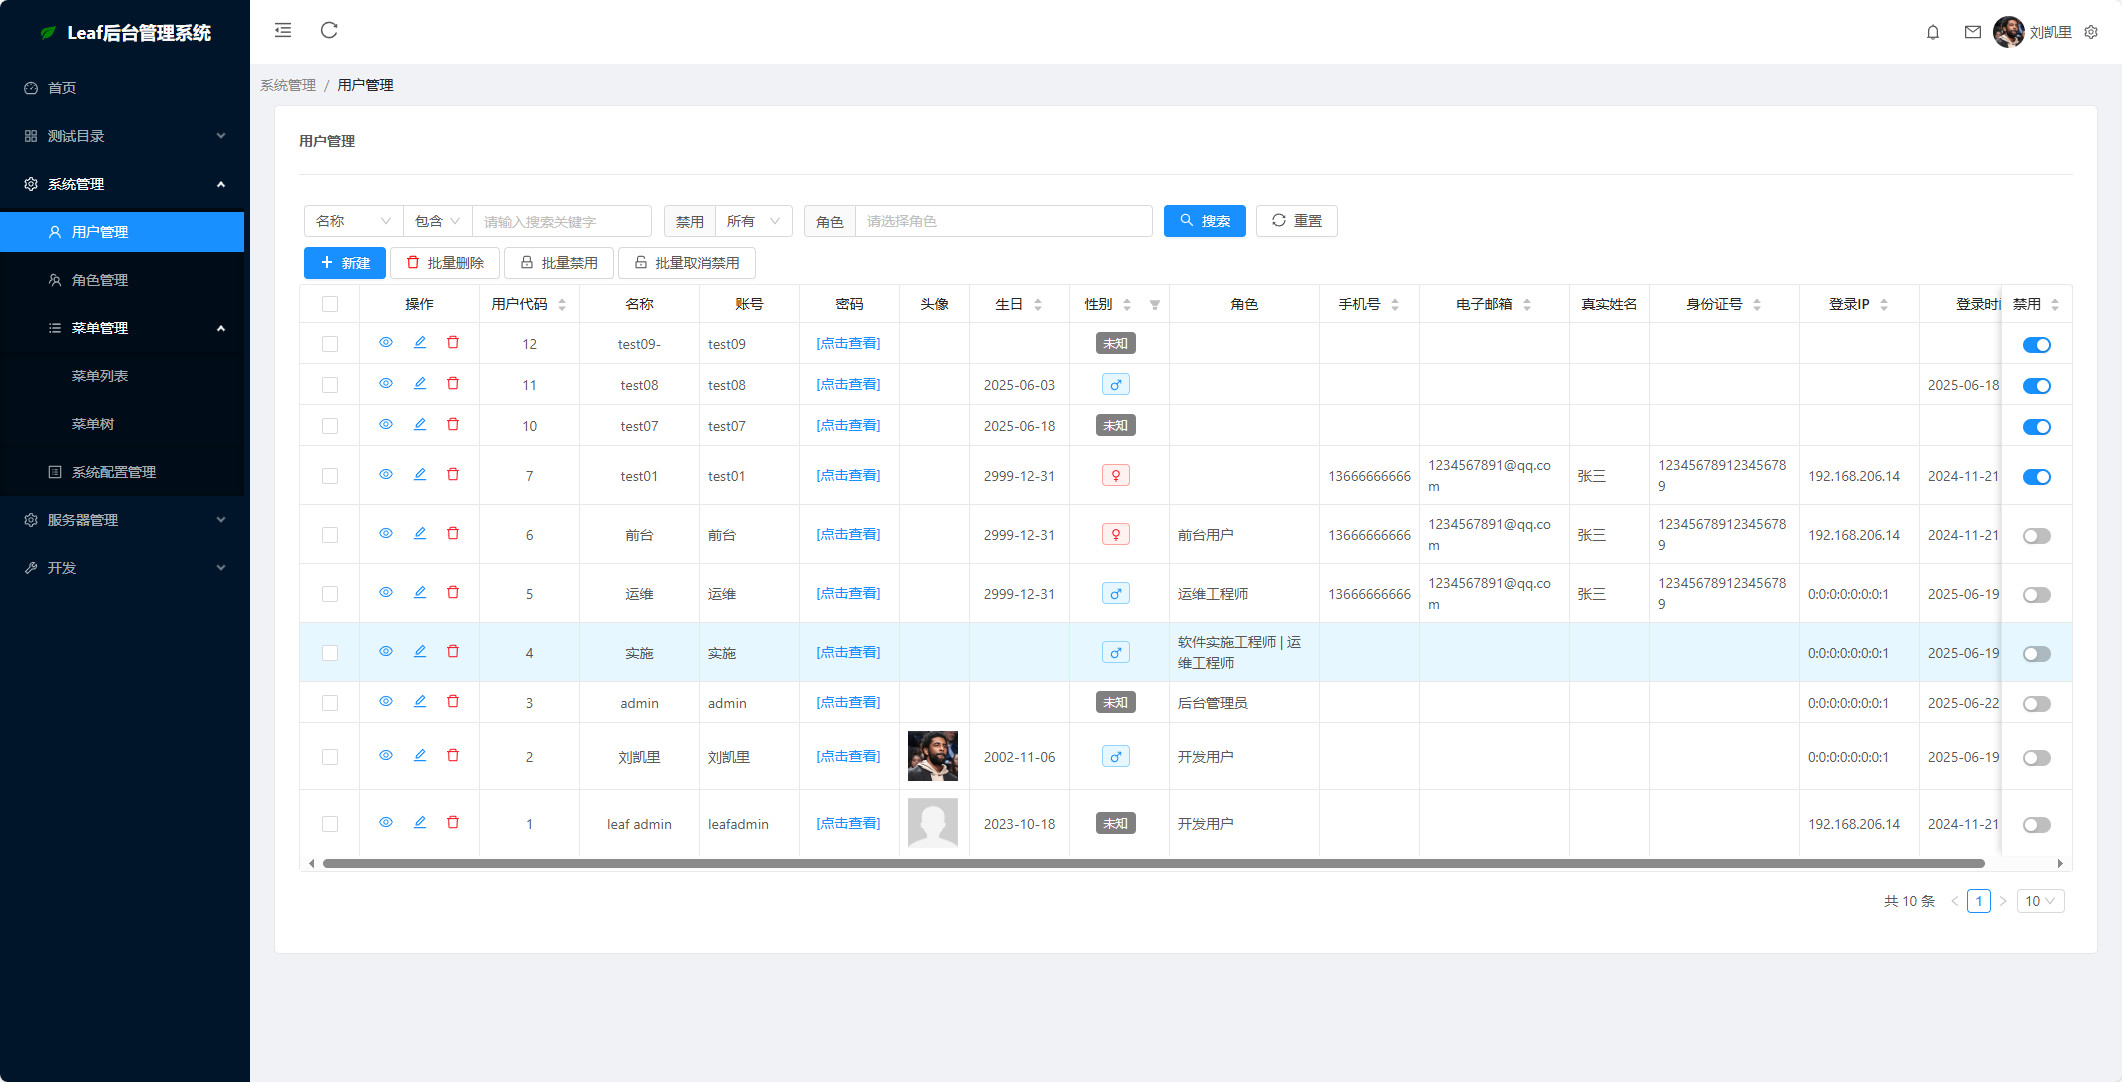 Leaf后台管理系统
首页
测试目录
系统管理
用户管理
角色管理
菜单管理
菜单列表
菜单树
系统配置管理
服务器管理
开发
刘凯里
系统管理 / 用户管理
用户管理
名称 包含 请输入搜索关键字 禁用 所有 角色 请选择角色 搜索 重置
新建 批量删除 批量禁用 批量取消禁用
操作 用户代码 名称 账号 密码 头像 生日 性别 角色 手机号 电子邮箱 真实姓名 身份证号 登录IP 登录时 禁用
12 test09- test09 [点击查看] 未知
11 test08 test08 [点击查看] 2025-06-03 ♂ 2025-06-18
10 test07 test07 [点击查看] 2025-06-18 未知
7 test01 test01 [点击查看] 2999-12-31 ♀ 13666666666 1234567891@qq.co 张三 12345678912345678 192.168.206.14 2024-11-21
m 9
6 前台 前台 [点击查看] 2999-12-31 ♀ 前台用户 13666666666 1234567891@qq.co 张三 12345678912345678 192.168.206.14 2024-11-21
m 9
5 运维 运维 [点击查看] 2999-12-31 ♂ 运维工程师 13666666666 1234567891@qq.co 张三 12345678912345678 0:0:0:0:0:0:0:1 2025-06-19
m 9
4 实施 实施 [点击查看] ♂ 软件实施工程师 | 运 0:0:0:0:0:0:0:1 2025-06-19
维工程师
3 admin admin [点击查看] 未知 后台管理员 0:0:0:0:0:0:0:1 2025-06-22
2 刘凯里 刘凯里 [点击查看] 2002-11-06 ♂ 开发用户 0:0:0:0:0:0:0:1 2025-06-19
1 leaf admin leafadmin [点击查看] 2023-10-18 未知 开发用户 192.168.206.14 2024-11-21
共 10 条 < 1 > 10